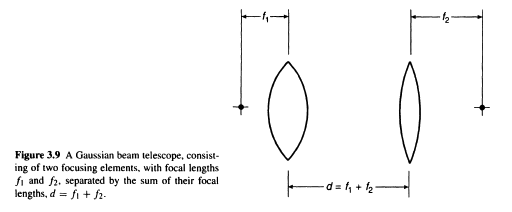 f₁
f₂
Figure 3.9 A Gaussian beam telescope, consist-
ing of two focusing elements, with focal lengths
f₁ and f₂, separated by the sum of their focal
lengths, d = f₁ + f₂.
d = f₁ + f₂